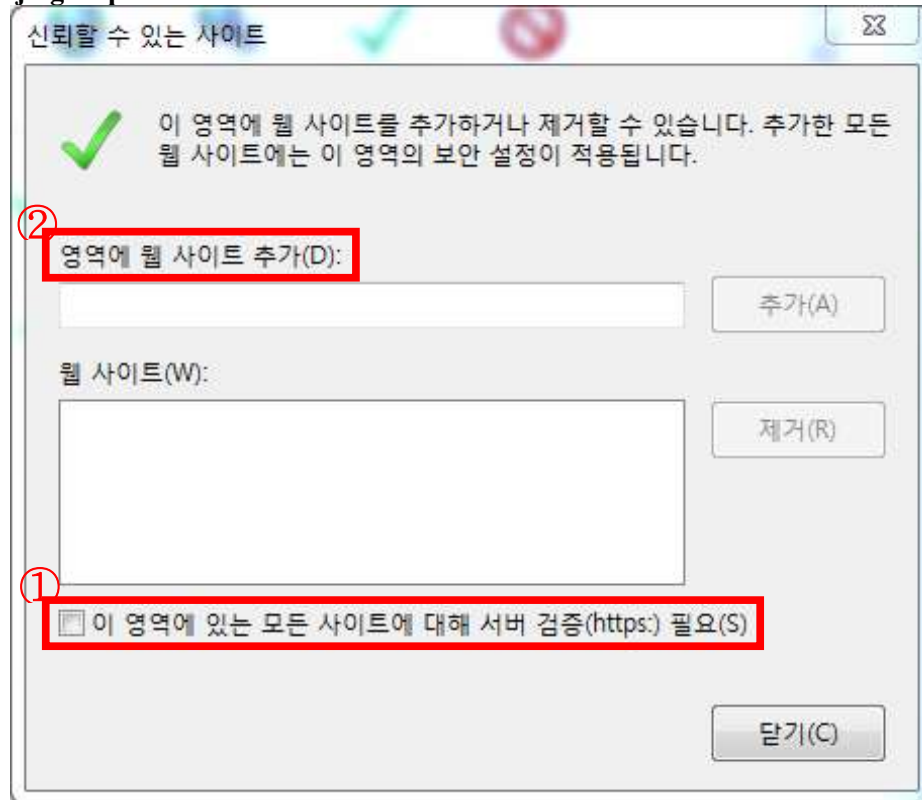 신뢰할 수 있는 사이트
이 영역에 웹 사이트를 추가하거나 제거할 수 있습니다. 추가한 모든
웹 사이트에는 이 영역의 보안 설정이 적용됩니다.
②
영역에 웹 사이트 추가(D):
추가(A)
웹 사이트(W):
제거(R)
①
이 영역에 있는 모든 사이트에 대해 서버 검증(https:) 필요(S)
닫기(C)